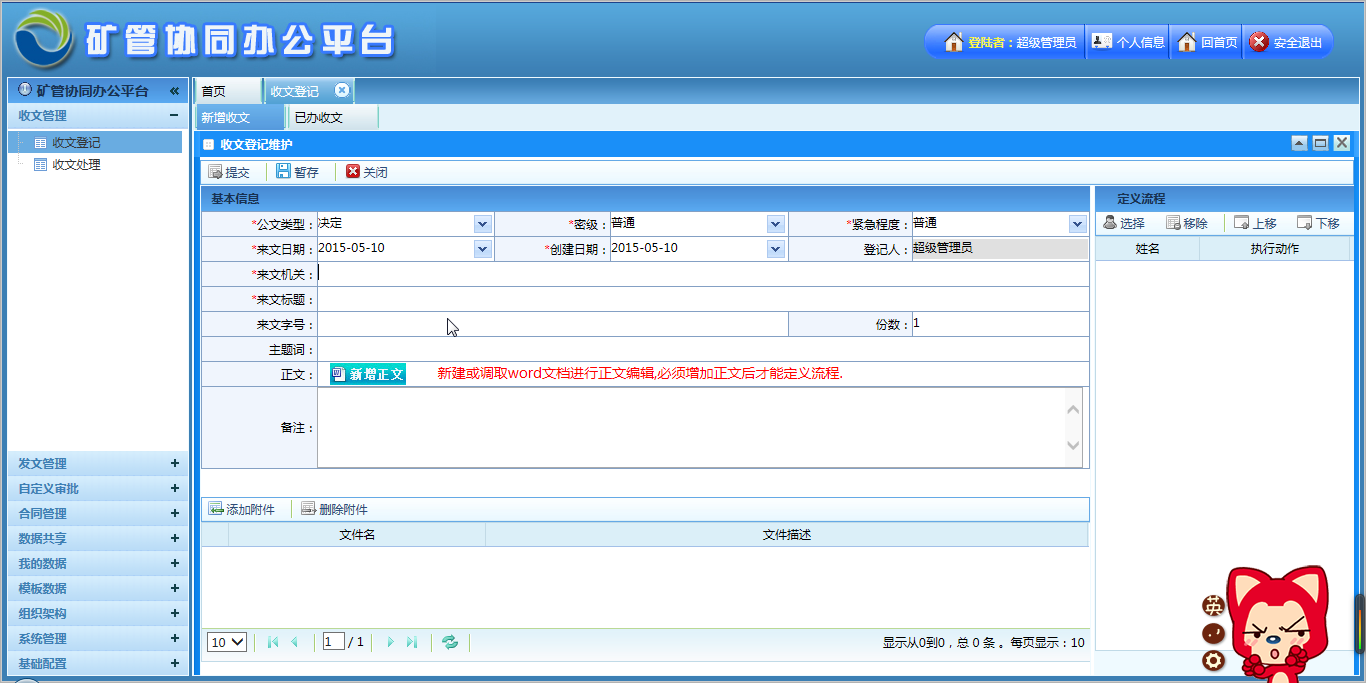 矿管协同办公平台
登陆者：超级管理员 个人信息 回首页 安全退出
矿管协同办公平台 «
首页 收文登记
收文管理
新增收文 已办收文
收文登记
收文处理
收文登记维护
提交 暂存 关闭
基本信息
*公文类型： 决定 *密级： 普通 *紧急程度： 普通
*来文日期： 2015-05-10 *创建日期： 2015-05-10 登记人： 超级管理员
*来文机关：
*来文标题：
来文字号： 份数： 1
主题词：
正文： 新增正文 新建或调取word文档进行正文编辑,必须增加正文后才能定义流程.
备注：
定义流程
选择 移除 上移 下移
姓名 执行动作
发文管理
自定义审批
合同管理
数据共享
我的数据
模板数据
组织架构
系统管理
基础配置
添加附件 删除附件
文件名 文件描述
10 1 / 1 显示从0到0，总 0 条 。每页显示：10
英